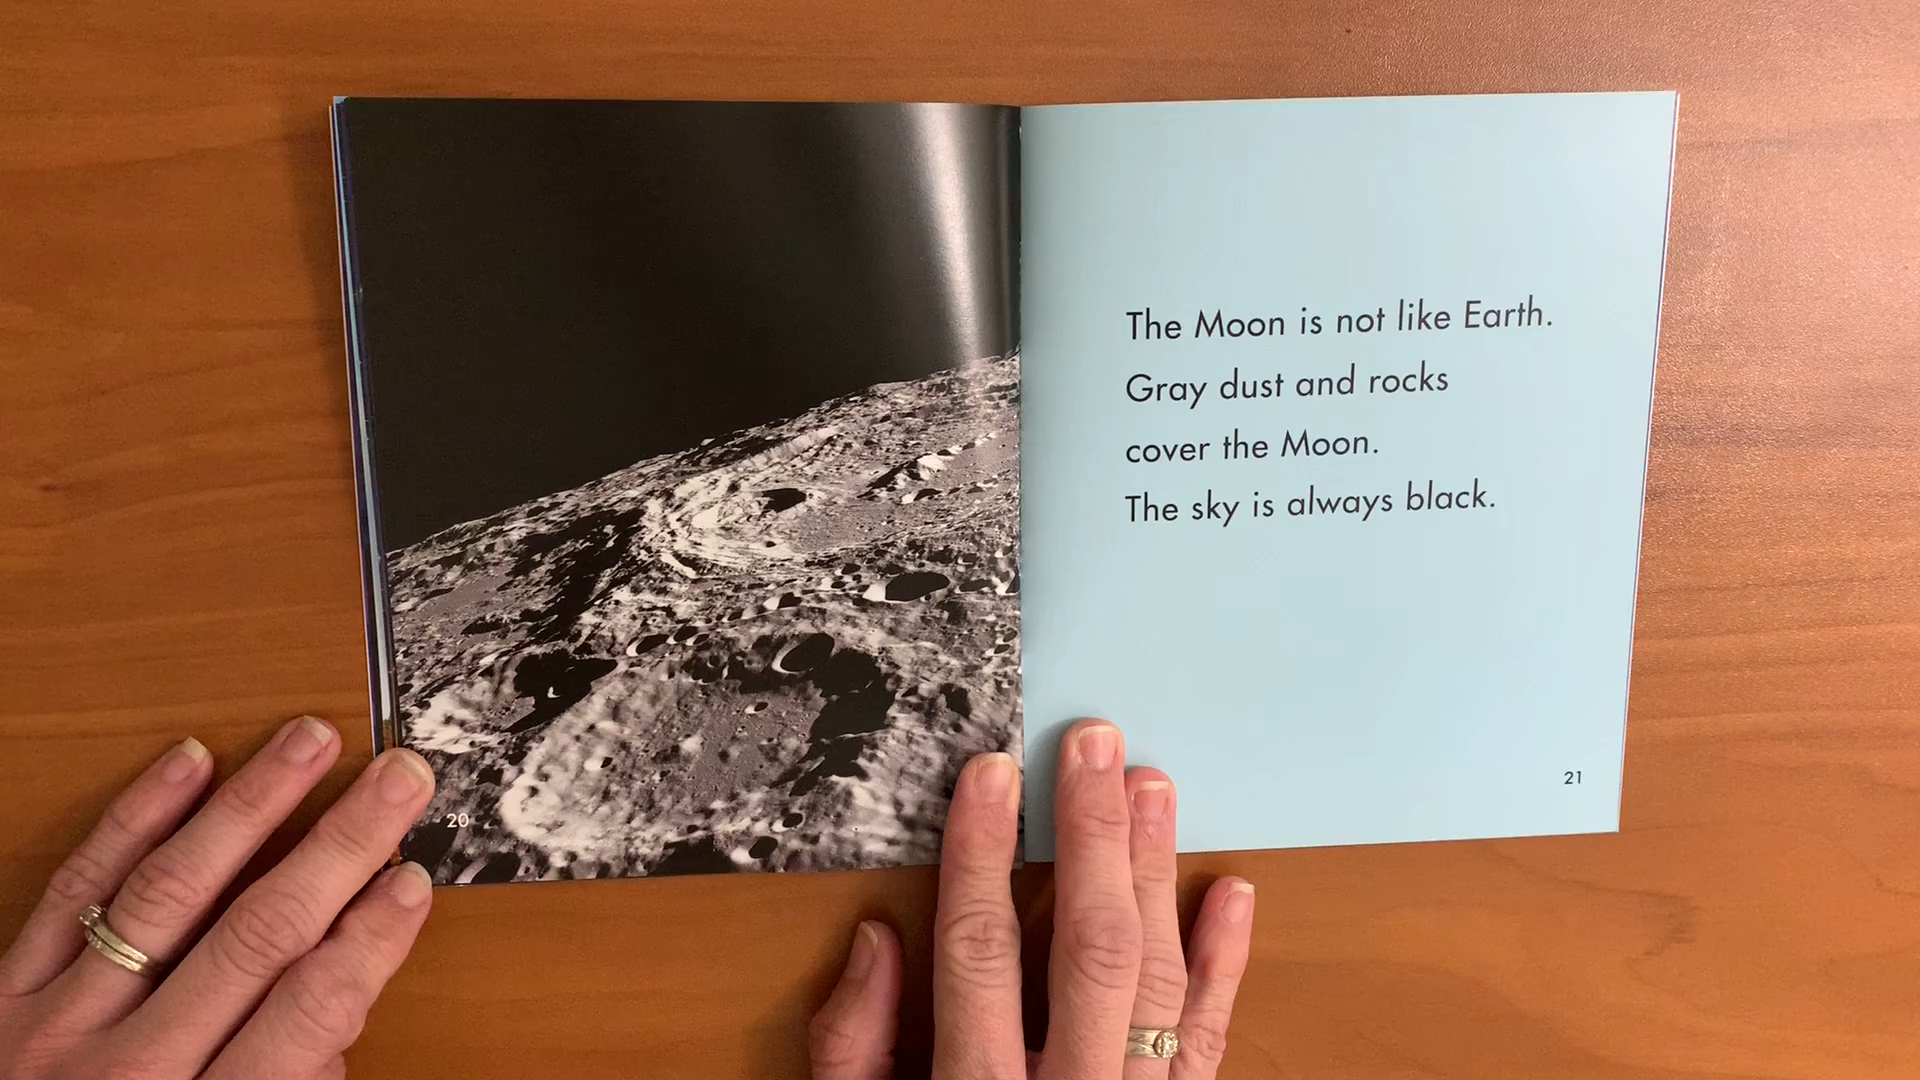 The Moon is not like Earth.
Gray dust and rocks
cover the Moon.
The sky is always black.
20
21